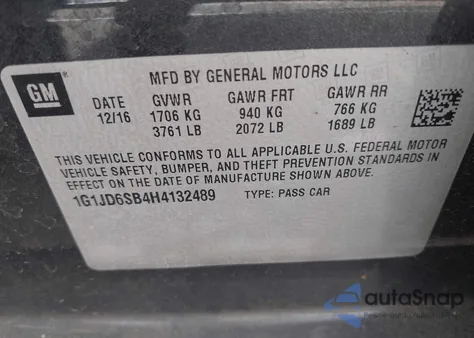 GM
MFD BY GENERAL MOTORS LLC
DATE GVWR GAWR FRT GAWR RR
12/16 1706 KG 940 KG 766 KG
3761 LB 2072 LB 1689 LB
THIS VEHICLE CONFORMS TO ALL APPLICABLE U.S. FEDERAL MOTOR
VEHICLE SAFETY, BUMPER, AND THEFT PREVENTION STANDARDS IN
EFFECT ON THE DATE OF MANUFACTURE SHOWN ABOVE.
1G1JD6SB4H4132489 TYPE: PASS CAR
autoSnap